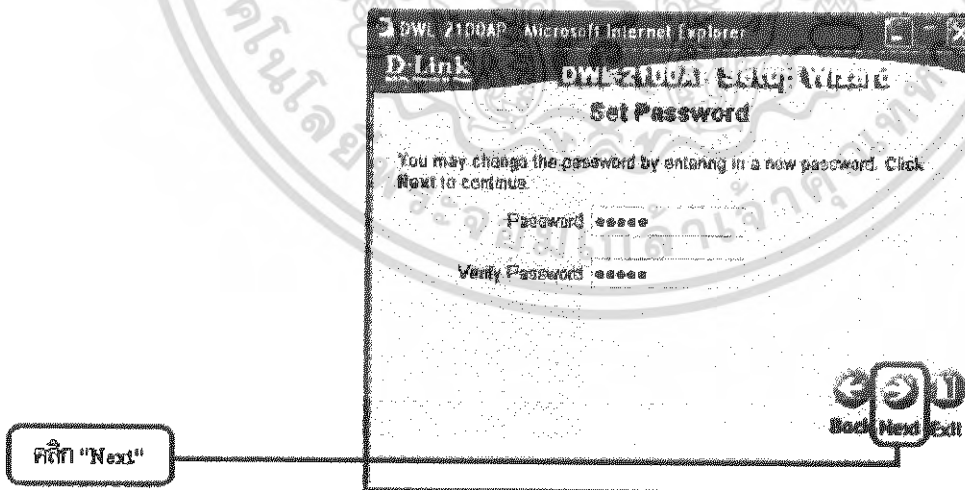 DWL 2100AP Microsoft Internet Explorer
D-Link
DWL-2100AP Setup Wizard
Set Password
You may change the password by entering in a new password. Click
Next to continue.
Password
Verify Password
Back Next Exit
คลิก "Next"